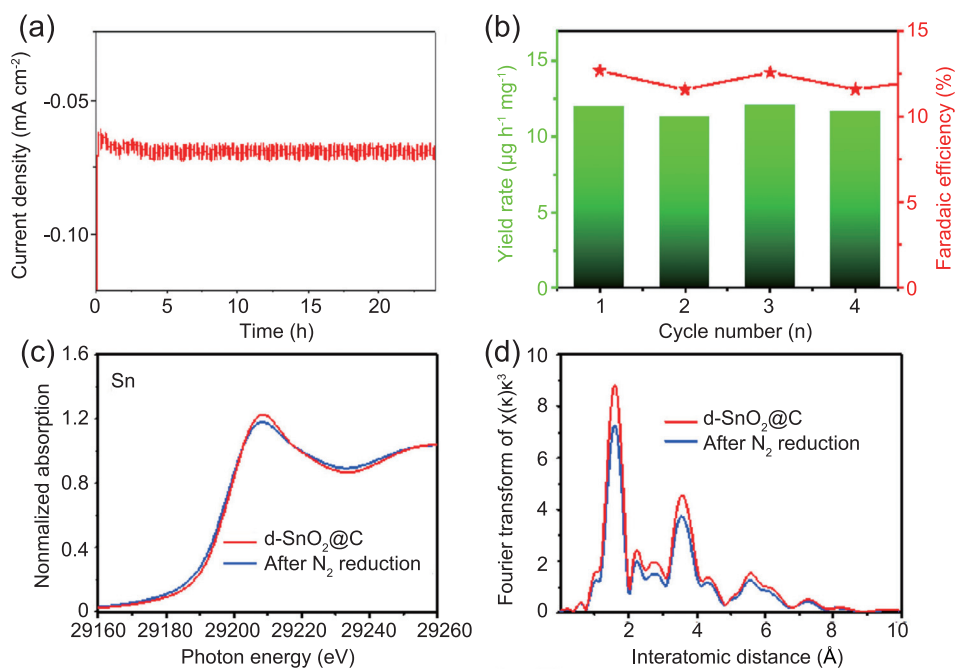 (a)
Current density (mA cm⁻²)
-0.05
-0.10
0
5
10
15
20
Time (h)
(b)
Yield rate (µg h⁻¹ mg⁻¹)
15
10
5
0
15
10
5
0
Faradaic efficiency (%)
1
2
3
4
Cycle number (n)
(c)
Nonmalized absorption
1.6
1.2
0.8
0.4
0
Sn
d-SnO₂@C
After N₂ reduction
29160
29180
29200
29220
29240
29260
Photon energy (eV)
(d)
Fourier transform of χ(κ)κ³
10
8
6
4
2
0
d-SnO₂@C
After N₂ reduction
2
4
6
8
10
Interatomic distance (Å)